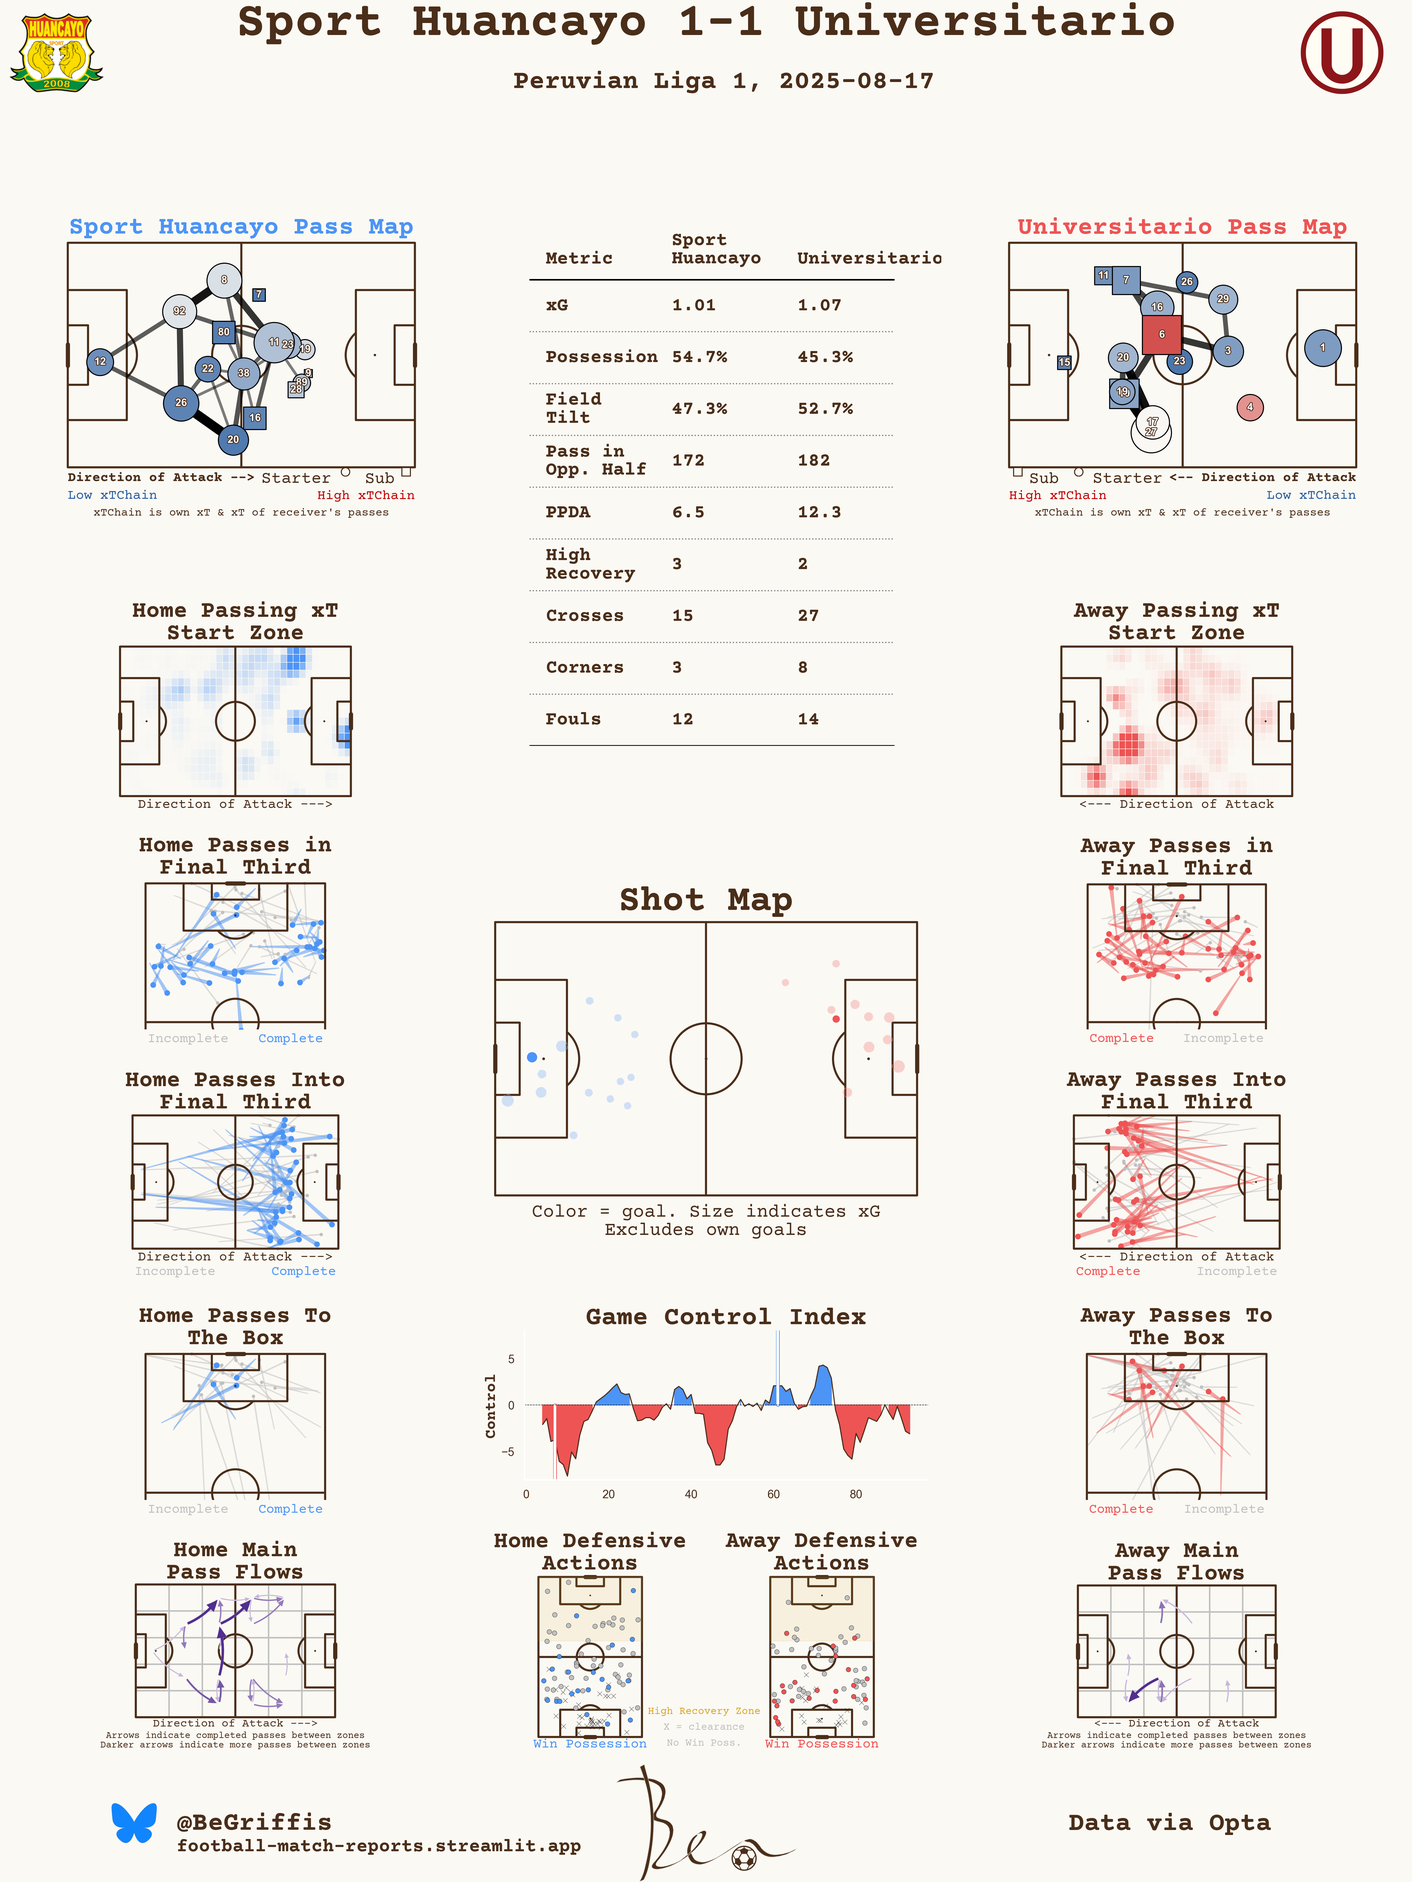 Sport Huancayo 1-1 Universitario
Peruvian Liga 1, 2025-08-17
HUANCAYO
SPORT
2008
U
Sport Huancayo Pass Map
8
7
92
80
11
23
19
12
22
38
9
89
28
26
16
20
Direction of Attack --> Starter Sub
Low xTChain High xTChain
xTChain is own xT & xT of receiver's passes
Metric Sport Huancayo Universitario
xG 1.01 1.07
Possession 54.7% 45.3%
Field Tilt 47.3% 52.7%
Pass in Opp. Half 172 182
PPDA 6.5 12.3
High Recovery 3 2
Crosses 15 27
Corners 3 8
Fouls 12 14
Universitario Pass Map
11
7
26
16
29
6
15
20
23
3
1
19
4
17
27
Sub Starter <-- Direction of Attack
High xTChain Low xTChain
xTChain is own xT & xT of receiver's passes
Home Passing xT
Start Zone
Direction of Attack --->
Away Passing xT
Start Zone
<--- Direction of Attack
Home Passes in
Final Third
Incomplete Complete
Away Passes in
Final Third
Complete Incomplete
Shot Map
Color = goal. Size indicates xG
Excludes own goals
Home Passes Into
Final Third
Direction of Attack --->
Incomplete Complete
Away Passes Into
Final Third
<--- Direction of Attack
Complete Incomplete
Home Passes To
The Box
Incomplete Complete
Game Control Index
Control
5
0
−5
0 20 40 60 80
Away Passes To
The Box
Complete Incomplete
Home Main
Pass Flows
Direction of Attack --->
Arrows indicate completed passes between zones
Darker arrows indicate more passes between zones
Home Defensive
Actions
Win Possession
High Recovery Zone
X = clearance
No Win Poss.
Away Defensive
Actions
Win Possession
Away Main
Pass Flows
<--- Direction of Attack
Arrows indicate completed passes between zones
Darker arrows indicate more passes between zones
@BeGriffis
football-match-reports.streamlit.app
Ben
Data via Opta